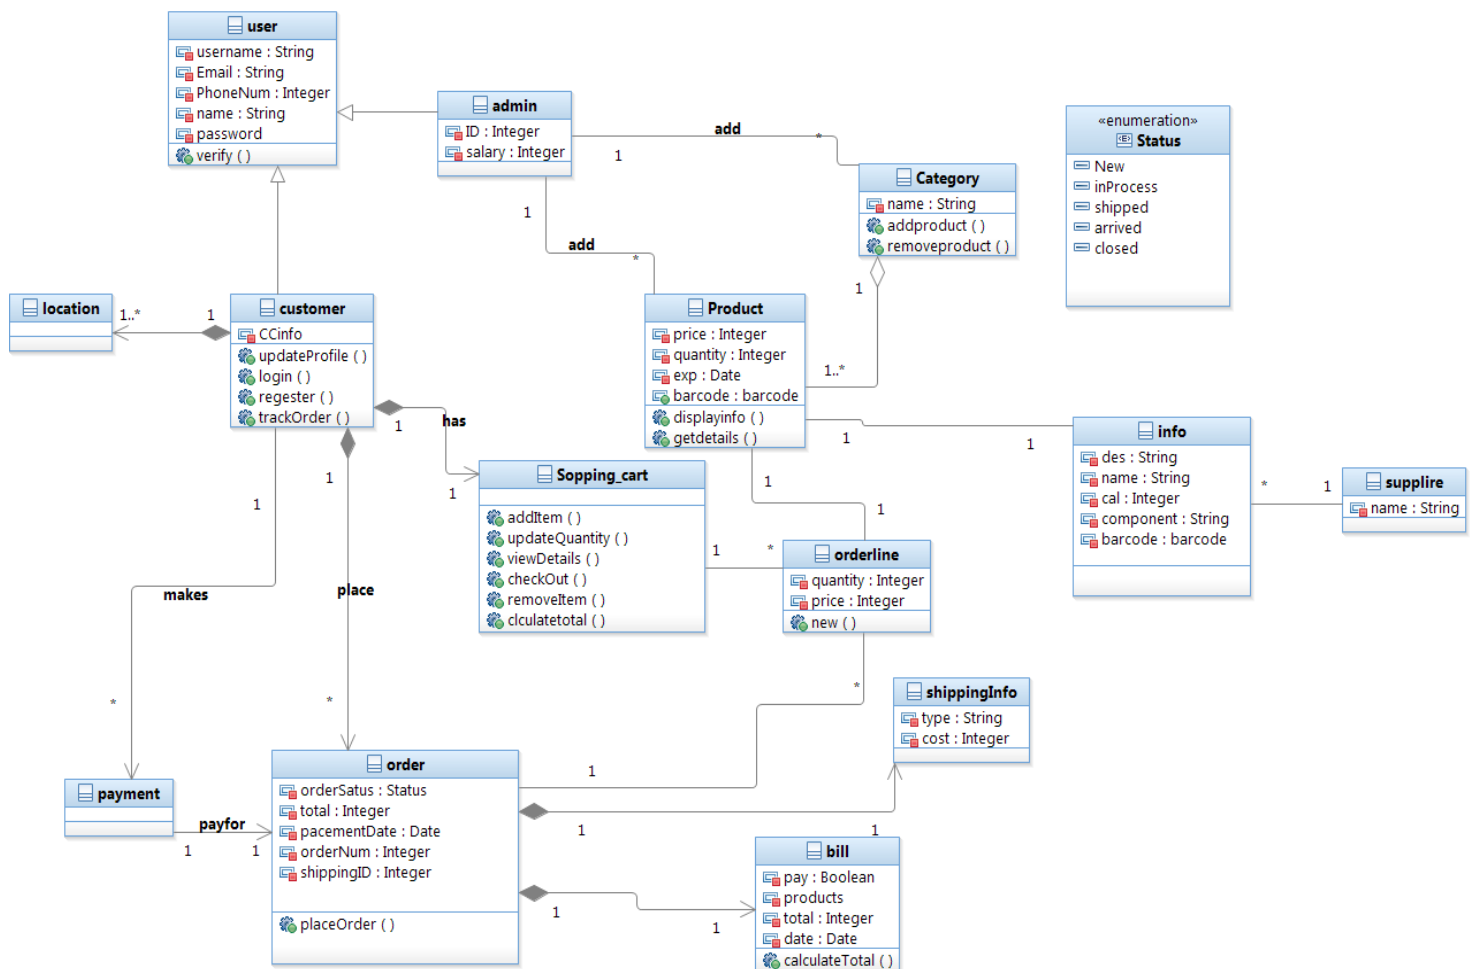 user
username : String
Email : String
PhoneNum : Integer
name : String
password
verify ( )
admin
ID : Integer
salary : Integer
add
1
*
«enumeration»
Status
New
inProcess
shipped
arrived
closed
Category
name : String
addproduct ( )
removeproduct ( )
1
add
*
1
location
1..*
1
customer
CCinfo
updateProfile ( )
login ( )
regester ( )
trackOrder ( )
Product
price : Integer
quantity : Integer
exp : Date
barcode : barcode
displayinfo ( )
getdetails ( )
1..*
1
has
1
1
1
info
des : String
name : String
cal : Integer
component : String
barcode : barcode
*
1
supplire
name : String
Sopping_cart
addItem ( )
updateQuantity ( )
viewDetails ( )
checkOut ( )
removeItem ( )
clculatetotal ( )
1
1
1
*
orderline
quantity : Integer
price : Integer
new ( )
1
1
makes
place
*
*
*
1
shippingInfo
type : String
cost : Integer
payment
payfor
1
1
order
orderSatus : Status
total : Integer
pacementDate : Date
orderNum : Integer
shippingID : Integer
placeOrder ( )
1
1
1
1
bill
pay : Boolean
products
total : Integer
date : Date
calculateTotal ( )